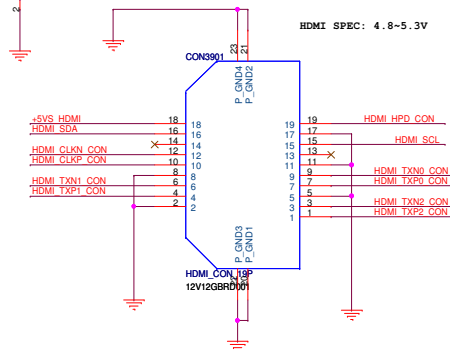 2
HDMI SPEC: 4.8~5.3V
23
21
CON3901
P_GND4
P_GND2
+5VS_HDMI 18 18 19 19 HDMI_HPD_CON
HDMI_SDA 16 16 17 17
14 14 15 15 HDMI_SCL
HDMI_CLKN_CON 12 12 13 13
HDMI_CLKP_CON 10 10 11 11
8 8 9 9 HDMI_TXN0_CON
HDMI_TXN1_CON 6 6 7 7 HDMI_TXP0_CON
HDMI_TXP1_CON 4 4 5 5
2 2 3 3 HDMI_TXN2_CON
1 1 HDMI_TXP2_CON
P_GND3
P_GND1
HDMI_CON_19P
22
20
12V12GBRD001